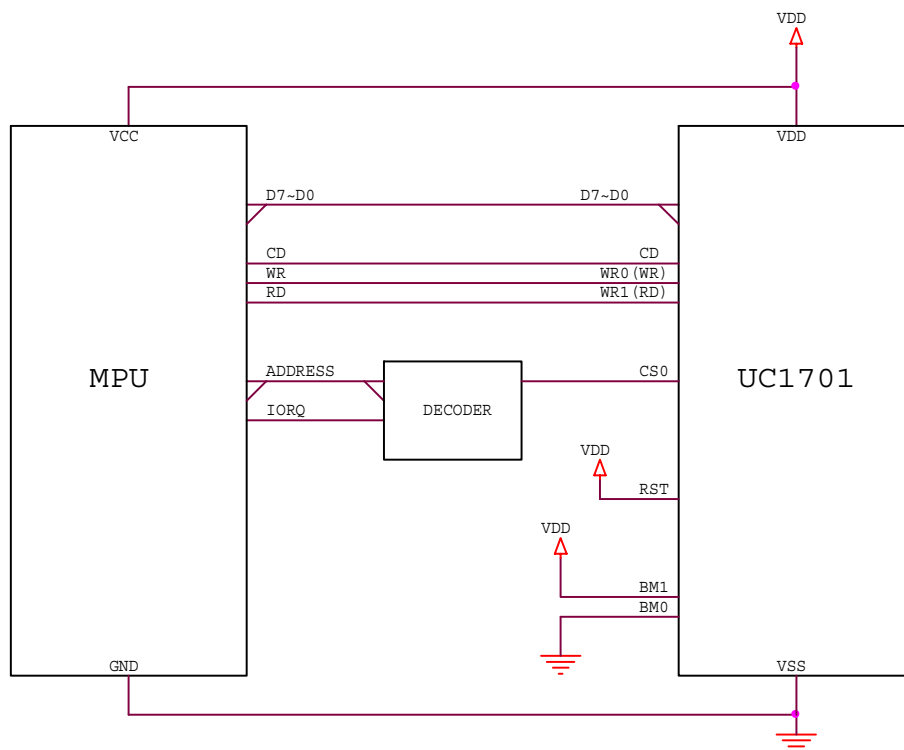 VDD
VCC
VDD
D7~D0 D7~D0
CD CD
WR WR0(WR)
RD WR1(RD)
MPU ADDRESS CS0 UC1701
IORQ DECODER
VDD
RST
VDD
BM1
BM0
GND VSS